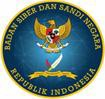 BADAN SIBER DAN SANDI NEGARA
REPUBLIK INDONESIA